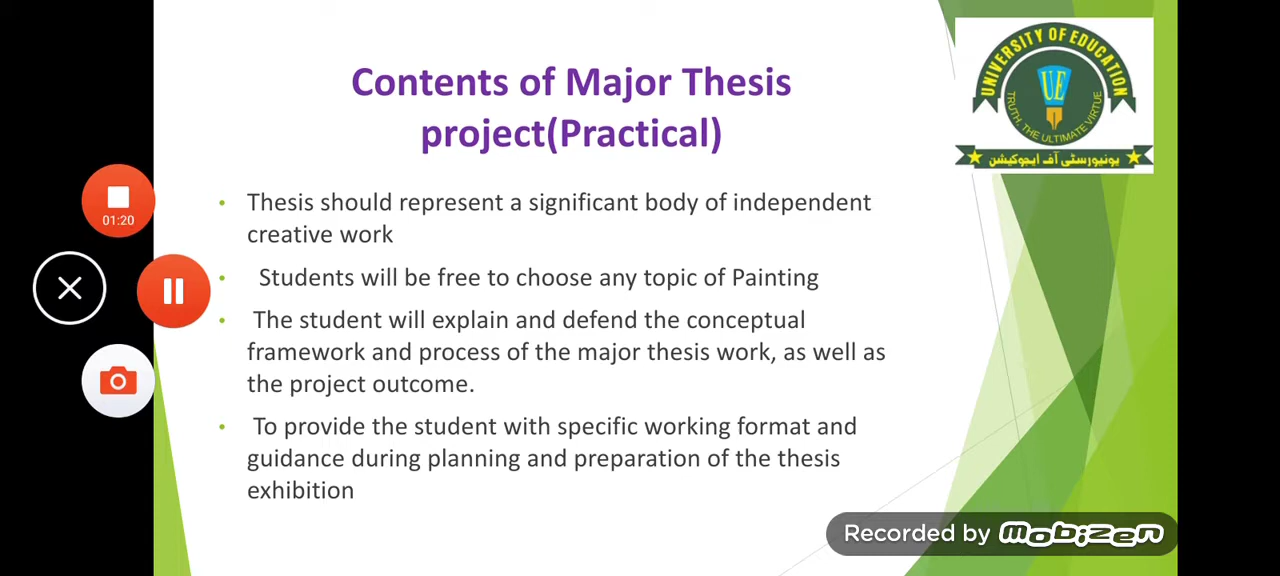 Contents of Major Thesis
project(Practical)
UNIVERSITY OF EDUCATION
UE
TRUTH, THE ULTIMATE VIRTUE
یونیورسٹی آف ایجوکیشن
01:20
• Thesis should represent a significant body of independent
creative work
• Students will be free to choose any topic of Painting
• The student will explain and defend the conceptual
framework and process of the major thesis work, as well as
the project outcome.
• To provide the student with specific working format and
guidance during planning and preparation of the thesis
exhibition
Recorded by mobizen